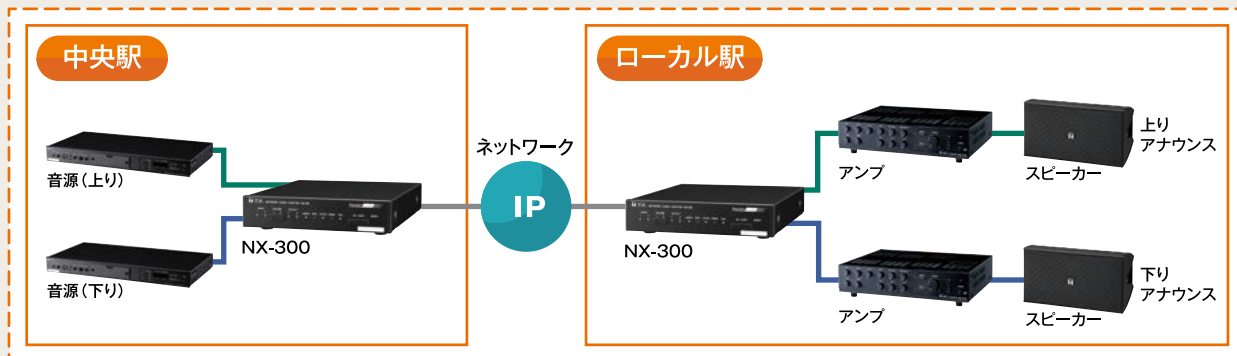 中央駅
音源(上り)
音源(下り)
NX-300
ネットワーク
IP
ローカル駅
NX-300
アンプ
スピーカー
上り
アナウンス
アンプ
スピーカー
下り
アナウンス